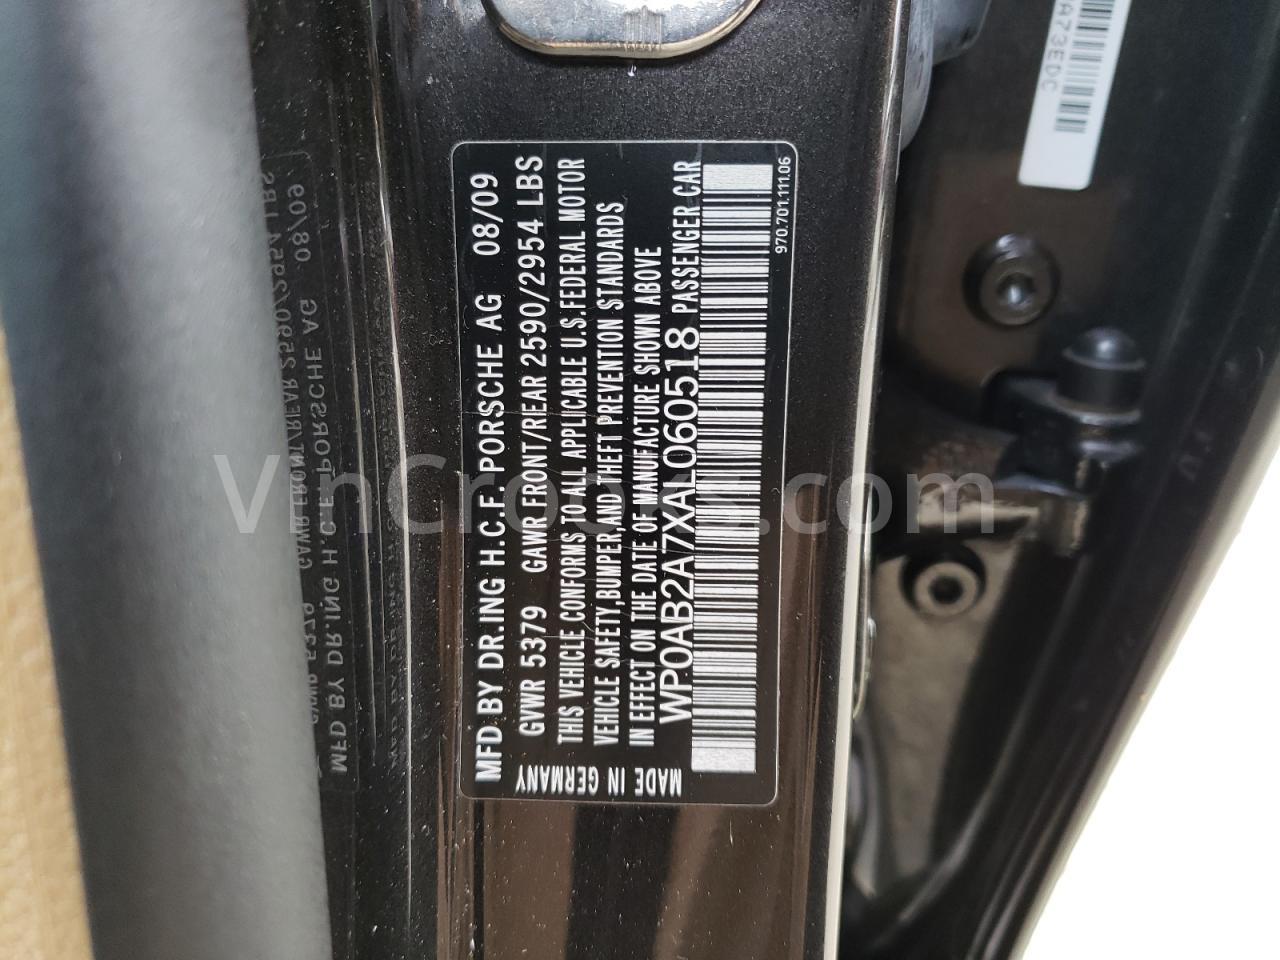 MFD BY DR.ING H.C.F. PORSCHE AG 08/09
GVWR 5379 GAWR FRONT/REAR 2590/2954 LBS
THIS VEHICLE CONFORMS TO ALL APPLICABLE U.S.FEDERAL MOTOR
VEHICLE SAFETY,BUMPER,AND THEFT PREVENTION STANDARDS
IN EFFECT ON THE DATE OF MANUFACTURE SHOWN ABOVE
WP0AB2A7XAL060518 PASSENGER CAR
MADE IN GERMANY
970.701.111.06
A73EDC
VinCrooks.com